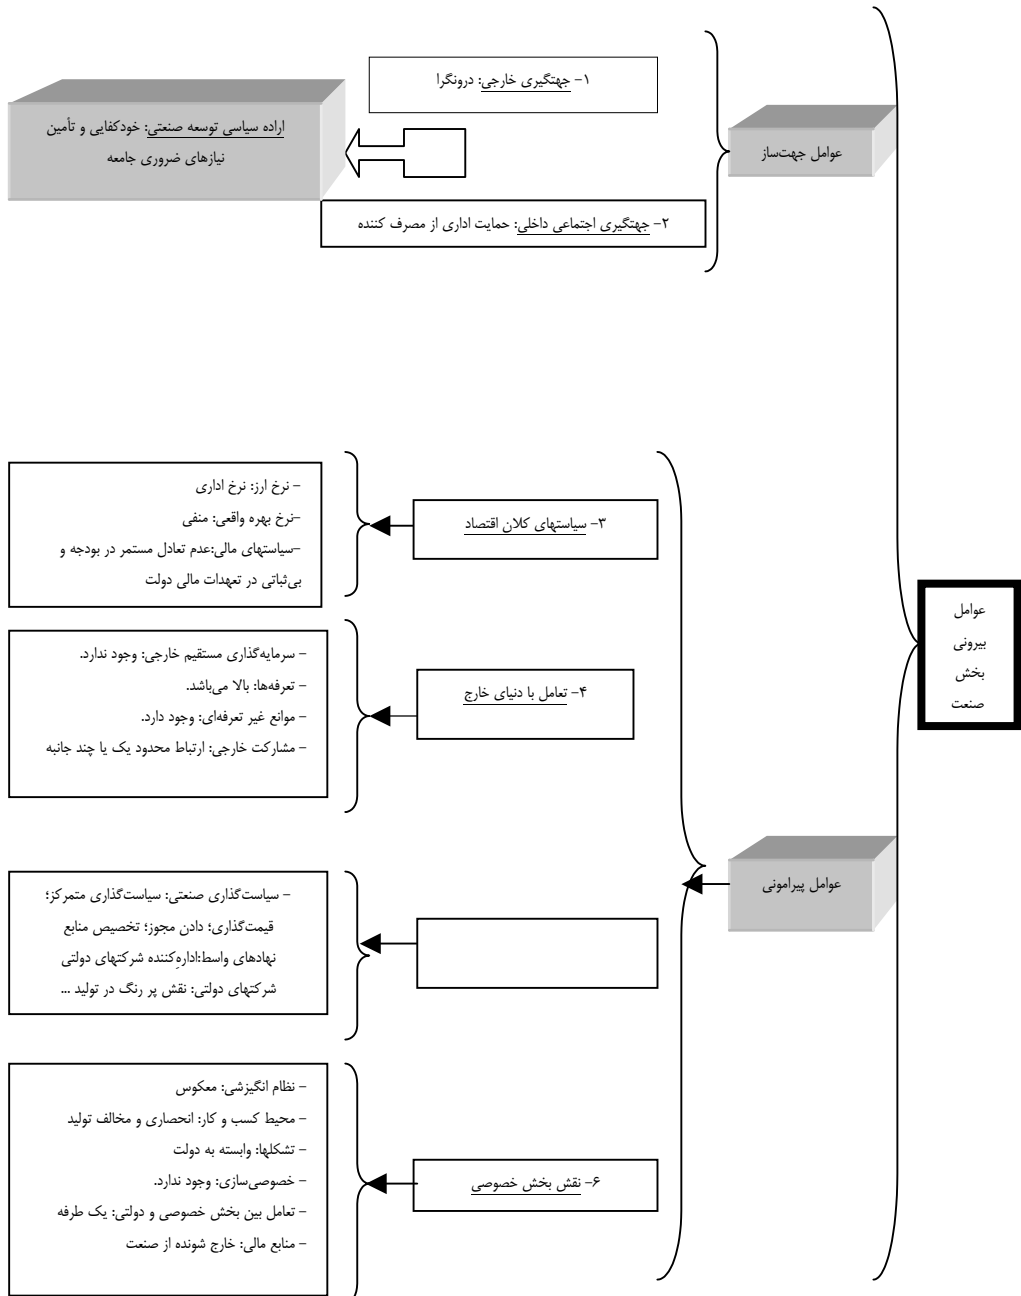 عوامل
بیرونی
بخش
صنعت
عوامل جهت‌ساز
۱- جهتگیری خارجی: درونگرا
۲- جهتگیری اجتماعی داخلی: حمایت اداری از مصرف کننده
اراده سیاسی توسعه صنعتی: خودکفایی و تأمین
نیازهای ضروری جامعه
عوامل پیرامونی
۳- سیاستهای کلان اقتصاد
- نرخ ارز: نرخ اداری
-نرخ بهره واقعی: منفی
-سیاستهای مالی:عدم تعادل مستمر در بودجه و
بی‌ثباتی در تعهدات مالی دولت
۴- تعامل با دنیای خارج
- سرمایه‌گذاری مستقیم خارجی: وجود ندارد.
- تعرفه‌ها: بالا می‌باشد.
- موانع غیر تعرفه‌ای: وجود دارد.
- مشارکت خارجی: ارتباط محدود یک یا چند جانبه
- سیاست‌گذاری صنعتی: سیاست‌گذاری متمرکز؛
قیمت‌گذاری؛ دادن مجوز؛ تخصیص منابع
نهادهای واسط:اداره‌ِکننده شرکتهای دولتی
شرکتهای دولتی: نقش پر رنگ در تولید ...
۶- نقش بخش خصوصی
- نظام انگیزشی: معکوس
- محیط کسب و کار: انحصاری و مخالف تولید
- تشکلها: وابسته به دولت
- خصوصی‌سازی: وجود ندارد.
- تعامل بین بخش خصوصی و دولتی: یک طرفه
- منابع مالی: خارج شونده از صنعت